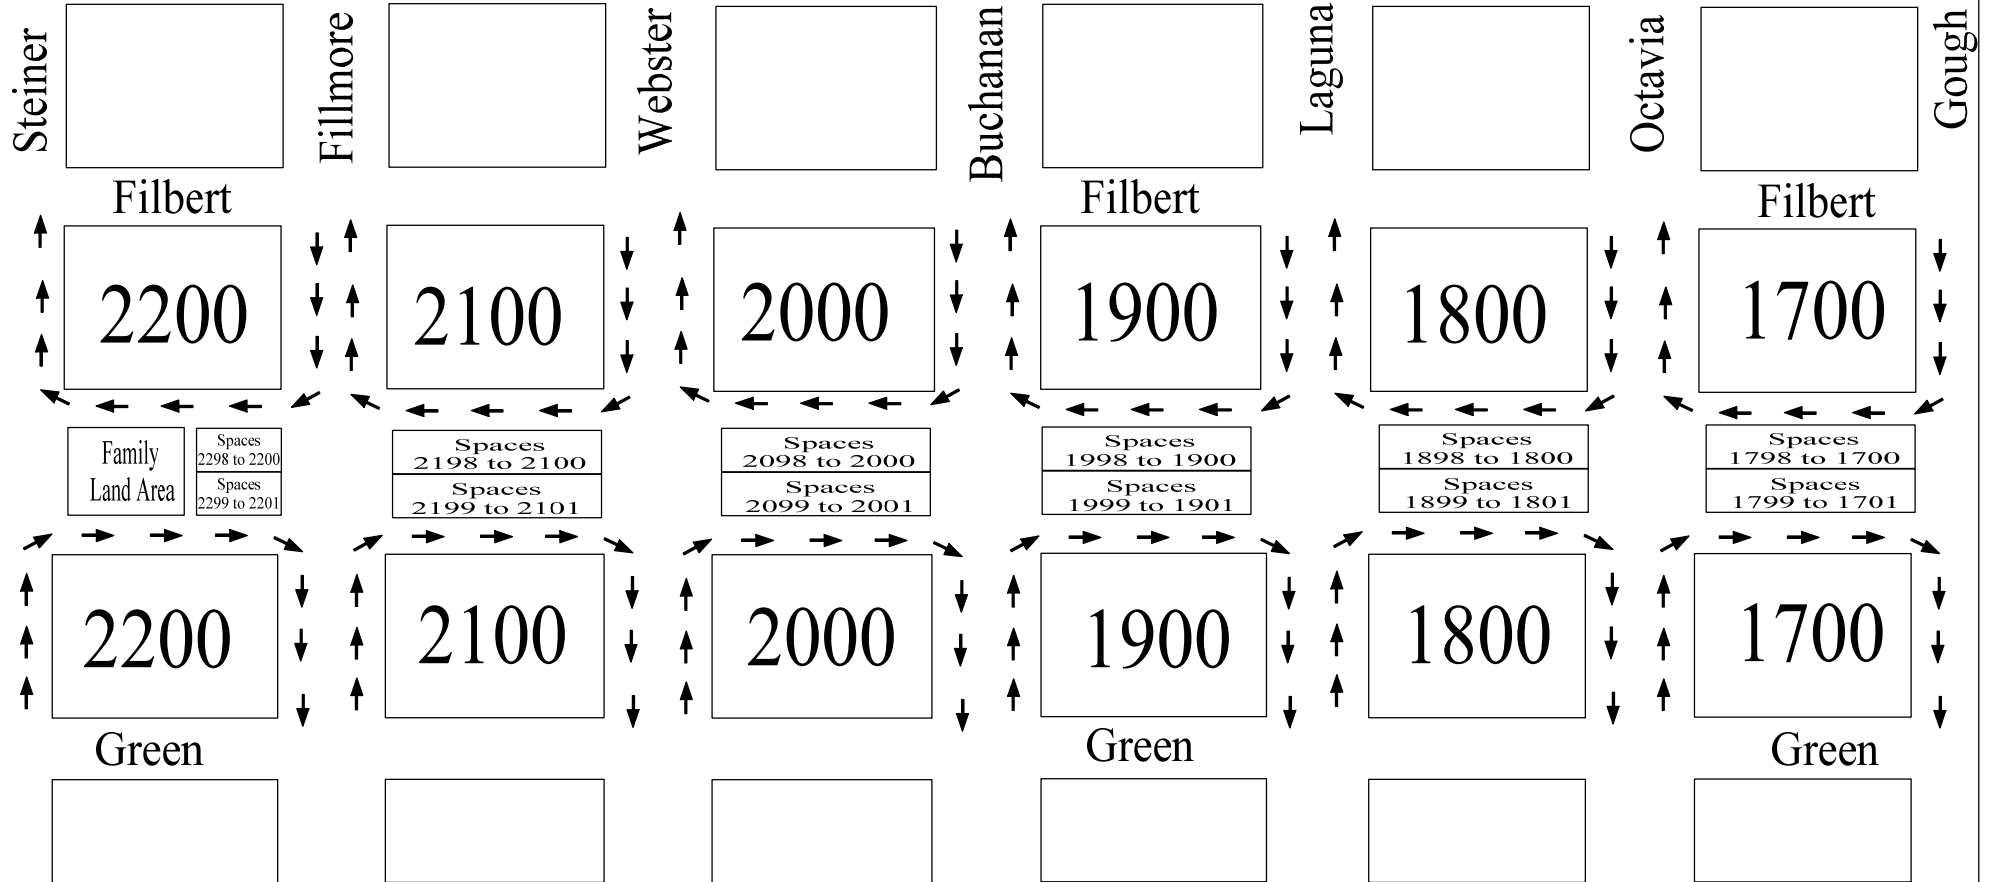 Steiner
Fillmore
Webster
Buchanan
Laguna
Octavia
Gough
Filbert
Filbert
Filbert
2200
2100
2000
1900
1800
1700
Family
Land Area
Spaces
2298 to 2200
Spaces
2299 to 2201
Spaces
2198 to 2100
Spaces
2199 to 2101
Spaces
2098 to 2000
Spaces
2099 to 2001
Spaces
1998 to 1900
Spaces
1999 to 1901
Spaces
1898 to 1800
Spaces
1899 to 1801
Spaces
1798 to 1700
Spaces
1799 to 1701
2200
2100
2000
1900
1800
1700
Green
Green
Green